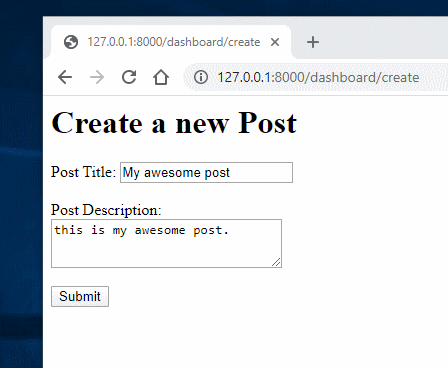 127.0.0.1:8000/dashboard/create
127.0.0.1:8000/dashboard/create
Create a new Post
Post Title: My awesome post
Post Description:
this is my awesome post.
Submit